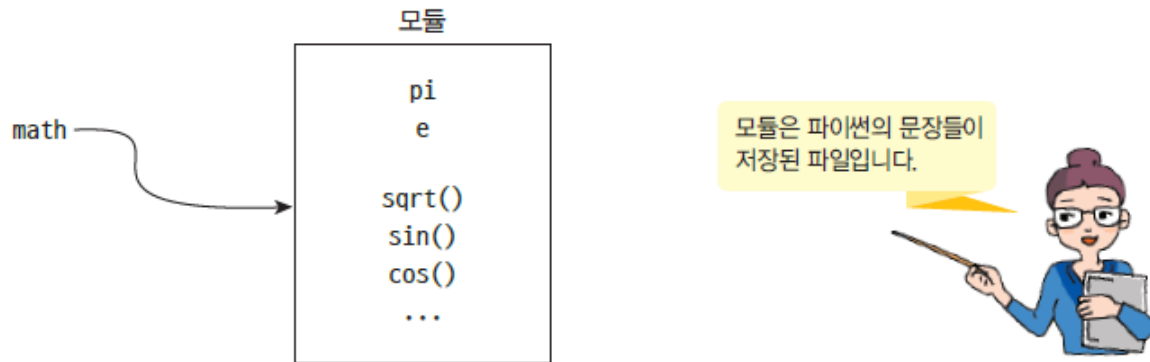 모듈
math
pi
e
sqrt()
sin()
cos()
...
모듈은 파이썬의 문장들이
저장된 파일입니다.